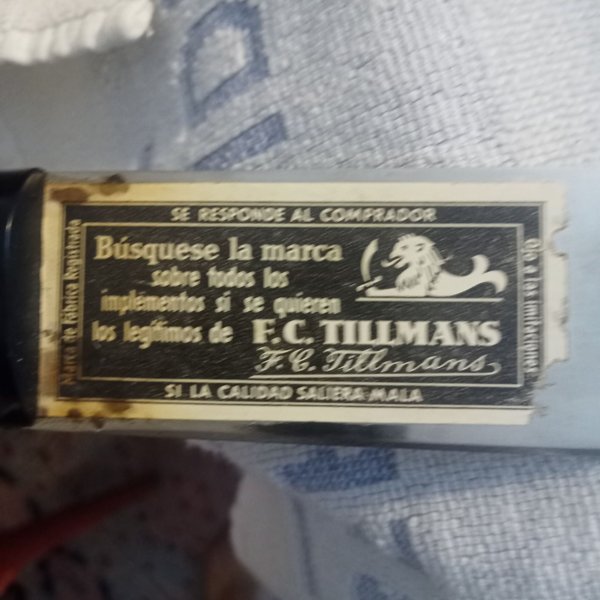 SE RESPONDE AL COMPRADOR
Búsquese la marca
sobre todos los
implementos si se quieren
los legítimos de F.C. TILLMANS
F. C. Tillmans
SI LA CALIDAD SALIERA MALA
Marca de Fábrica Registrada
Ojo a las imitaciones